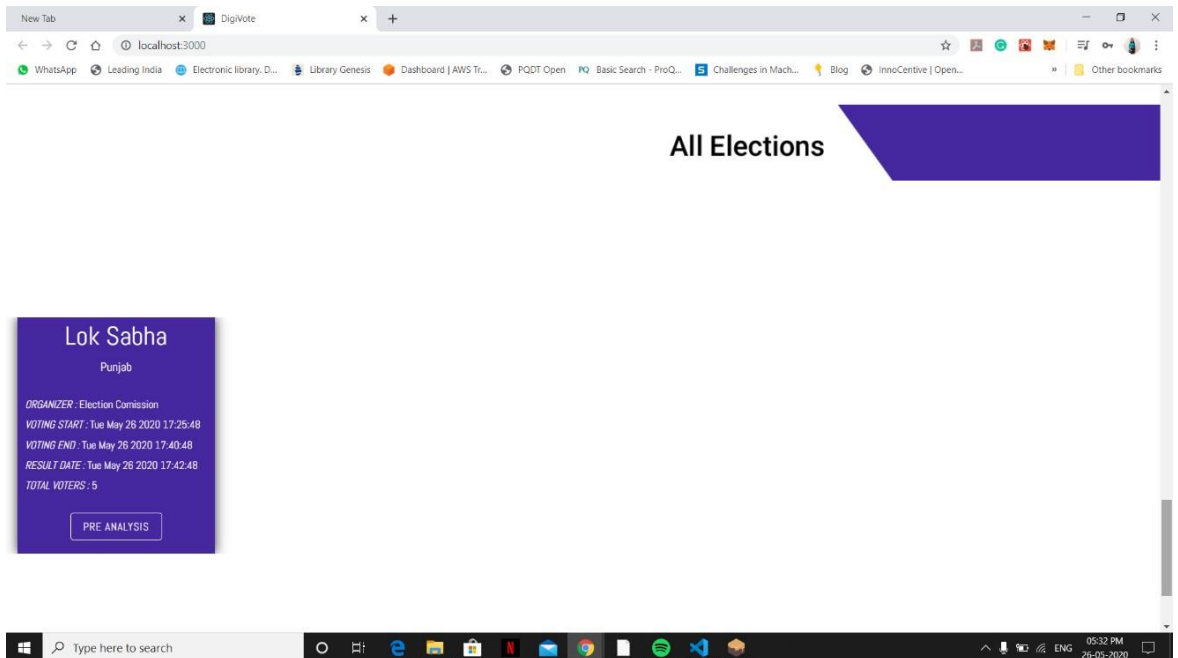 New Tab
DigiVote
localhost:3000
WhatsApp
Leading India
Electronic library. D...
Library Genesis
Dashboard | AWS Tr...
PQDT Open
PQ Basic Search - ProQ...
S Challenges in Mach...
Blog
InnoCentive | Open...
»
Other bookmarks
All Elections
Lok Sabha
Punjab
ORGANIZER : Election Comission
VOTING START : Tue May 26 2020 17:25:48
VOTING END : Tue May 26 2020 17:40:48
RESULT DATE : Tue May 26 2020 17:42:48
TOTAL VOTERS : 5
PRE ANALYSIS
Type here to search
ENG
05:32 PM
26-05-2020